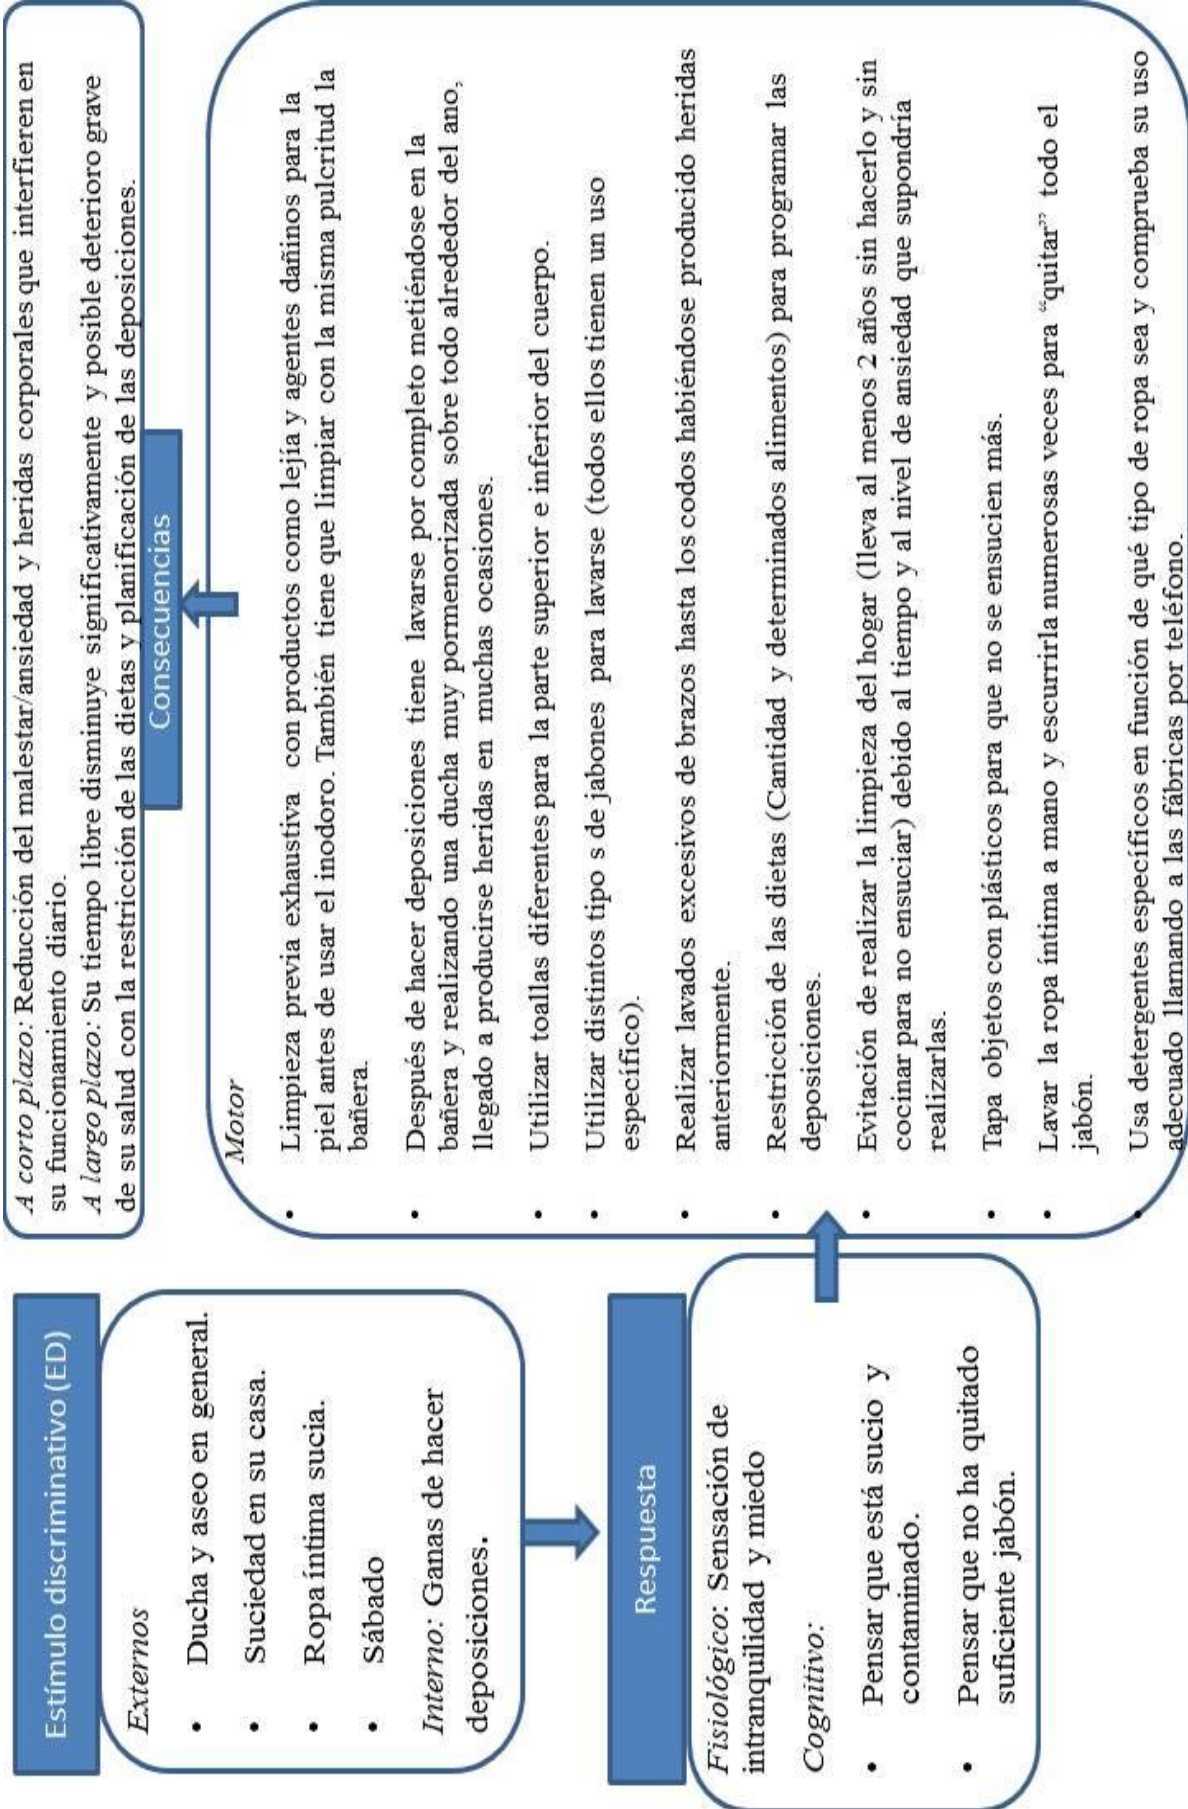 Estímulo discriminativo (ED)
Externos
• Ducha y aseo en general.
• Suciedad en su casa.
• Ropa íntima sucia.
• Sábado
Interno: Ganas de hacer
deposiciones.
Respuesta
Fisiológico: Sensación de
intranquilidad y miedo
Cognitivo:
• Pensar que está sucio y
contaminado.
• Pensar que no ha quitado
suficiente jabón.
Motor
• Limpieza previa exhaustiva con productos como lejía y agentes dañinos para la
piel antes de usar el inodoro. También tiene que limpiar con la misma pulcritud la
bañera.
• Después de hacer deposiciones tiene lavarse por completo metiéndose en la
bañera y realizando una ducha muy pormenorizada sobre todo alrededor del ano,
llegado a producirse heridas en muchas ocasiones.
• Utilizar toallas diferentes para la parte superior e inferior del cuerpo.
• Utilizar distintos tipo s de jabones para lavarse (todos ellos tienen un uso
específico).
• Realizar lavados excesivos de brazos hasta los codos habiéndose producido heridas
anteriormente.
• Restricción de las dietas (Cantidad y determinados alimentos) para programar las
deposiciones.
• Evitación de realizar la limpieza del hogar (lleva al menos 2 años sin hacerlo y sin
cocinar para no ensuciar) debido al tiempo y al nivel de ansiedad que supondría
realizarlas.
• Tapa objetos con plásticos para que no se ensucien más.
• Lavar la ropa íntima a mano y escurrirla numerosas veces para “quitar” todo el
jabón.
• Usa detergentes específicos en función de qué tipo de ropa sea y comprueba su uso
adecuado llamando a las fábricas por teléfono.
Consecuencias
A corto plazo: Reducción del malestar/ansiedad y heridas corporales que interfieren en
su funcionamiento diario.
A largo plazo: Su tiempo libre disminuye significativamente y posible deterioro grave
de su salud con la restricción de las dietas y planificación de las deposiciones.